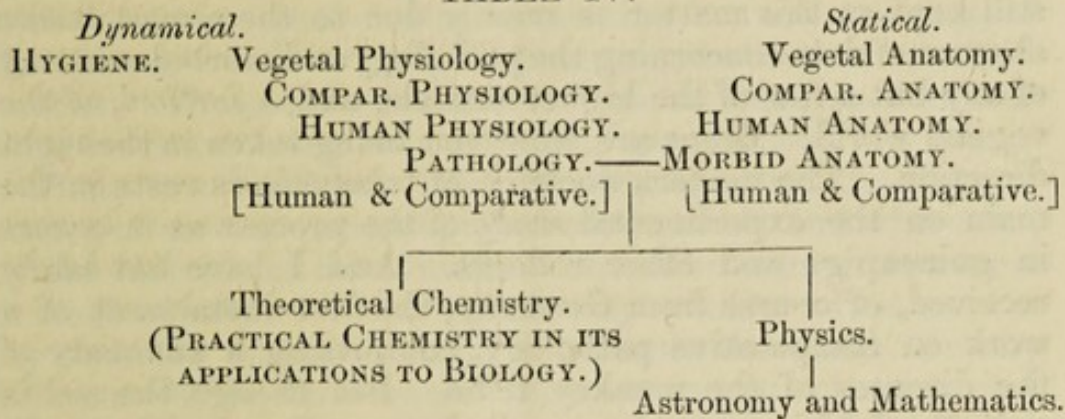 Dynamical. Statical.
HYGIENE. Vegetal Physiology. Vegetal Anatomy.
COMPAR. PHYSIOLOGY. COMPAR. ANATOMY.
HUMAN PHYSIOLOGY. HUMAN ANATOMY.
PATHOLOGY.——MORBID ANATOMY.
[Human & Comparative.] [Human & Comparative.]
Theoretical Chemistry.
(PRACTICAL CHEMISTRY IN ITS Physics.
APPLICATIONS TO BIOLOGY.)
Astronomy and Mathematics.